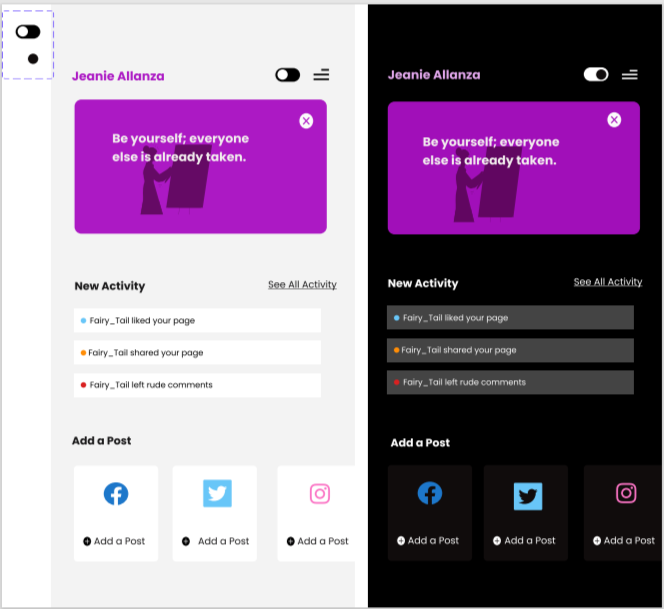 Jeanie Allanza
Be yourself; everyone
else is already taken.
New Activity
See All Activity
Fairy_Tail liked your page
Fairy_Tail shared your page
Fairy_Tail left rude comments
Add a Post
Add a Post
Add a Post
Add a Post
Jeanie Allanza
Be yourself; everyone
else is already taken.
New Activity
See All Activity
Fairy_Tail liked your page
Fairy_Tail shared your page
Fairy_Tail left rude comments
Add a Post
Add a Post
Add a Post
Add a Post